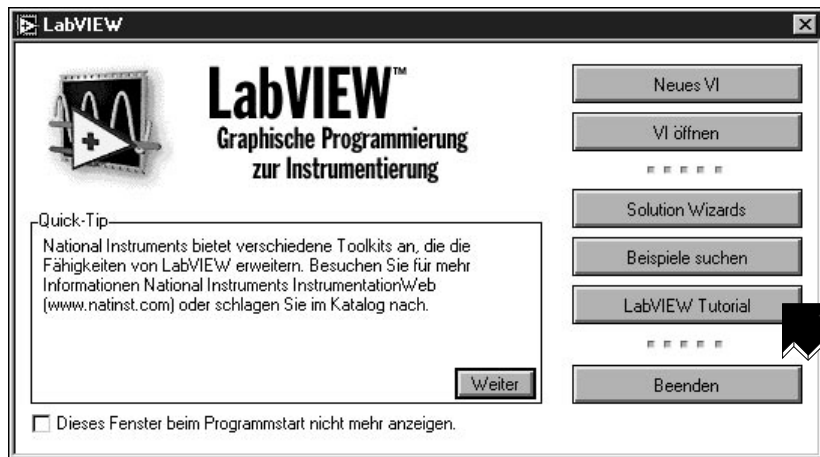 LabVIEW
LabVIEW™
Graphische Programmierung
zur Instrumentierung
Quick-Tip
National Instruments bietet verschiedene Toolkits an, die die
Fähigkeiten von LabVIEW erweitern. Besuchen Sie für mehr
Informationen National Instruments InstrumentationWeb
(www.natinst.com) oder schlagen Sie im Katalog nach.
Weiter
Dieses Fenster beim Programmstart nicht mehr anzeigen.
Neues VI
VI öffnen
Solution Wizards
Beispiele suchen
LabVIEW Tutorial
Beenden